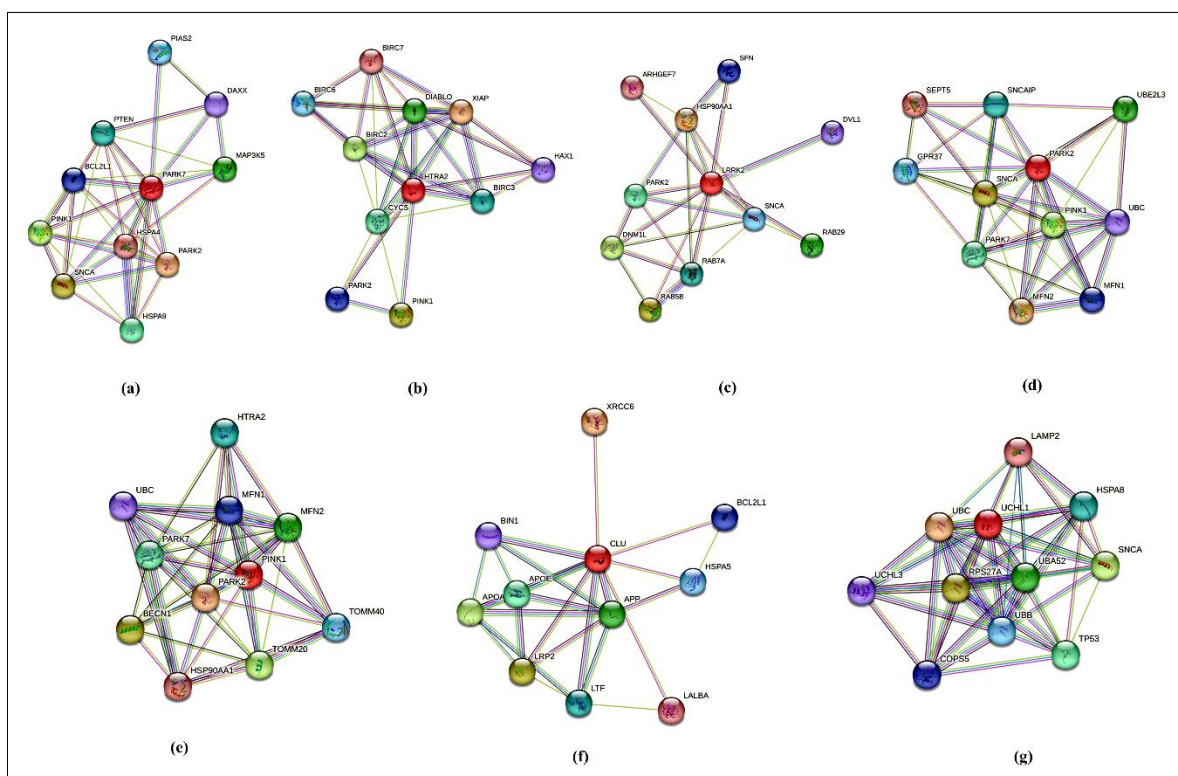 PIAS2
DAXX
PTEN
MAP3K5
BCL2L1
PARK7
PINK1
HSPA4
PARK2
SNCA
HSPA9
(a)
BIRC7
BIRC6
DIABLO
XIAP
BIRC2
HAX1
HTRA2
BIRC3
CYCS
PARK2
PINK1
(b)
SFN
ARHGEF7
HSP90AA1
DVL1
LRRK2
PARK2
SNCA
DNM1L
RAB29
RAB7A
RAB5B
(c)
SEPT5
SNCAIP
UBE2L3
GPR37
PARK2
SNCA
PINK1
UBC
PARK7
MFN1
MFN2
(d)
HTRA2
UBC
MFN1
MFN2
PARK7
PINK1
PARK2
BECN1
TOMM40
TOMM20
HSP90AA1
(e)
XRCC6
BCL2L1
BIN1
CLU
HSPA5
APOE
APOA
APP
LRP2
LTF
LALBA
(f)
LAMP2
HSPA8
UBC
UCHL1
SNCA
UCHL3
RPS27A
UBA52
UBB
TP53
COPS5
(g)